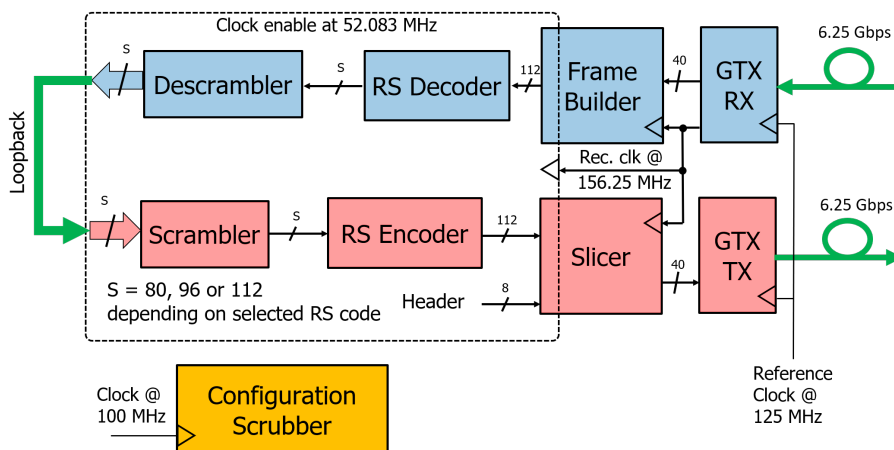 Clock enable at 52.083 MHz
6.25 Gbps
S
Descrambler
S
RS Decoder
112
Frame
Builder
40
GTX
RX
Loopback
Rec. clk @
156.25 MHz
S
Scrambler
S
RS Encoder
112
Slicer
40
GTX
TX
6.25 Gbps
S = 80, 96 or 112
depending on selected RS code
Header
8
Clock @
100 MHz
Configuration
Scrubber
Reference
Clock @
125 MHz